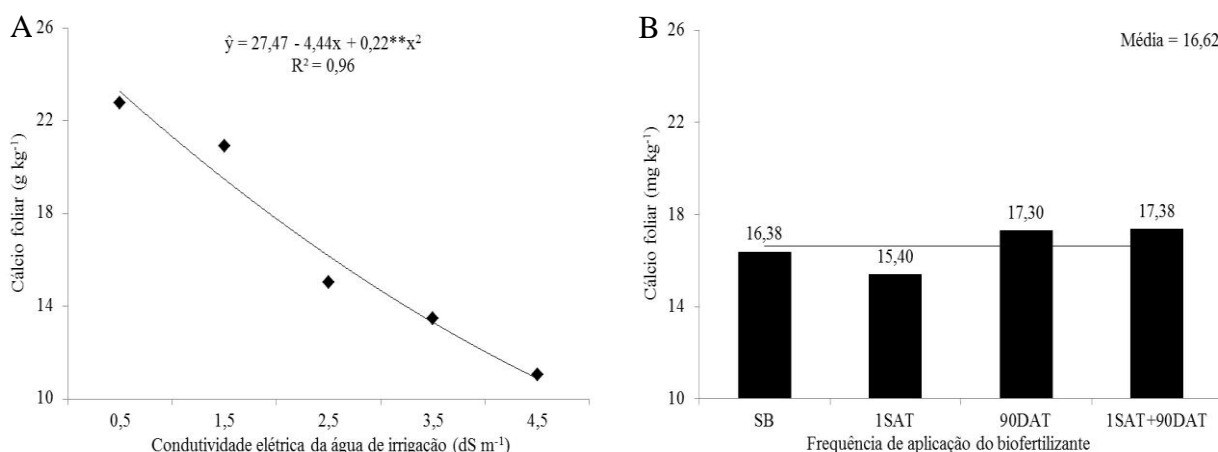 A
ŷ = 27,47 - 4,44x + 0,22**x²
R² = 0,96
Cálcio foliar (g kg⁻¹)
26
22
18
14
10
0,5 1,5 2,5 3,5 4,5
Condutividade elétrica da água de irrigação (dS m⁻¹)
B
Média = 16,62
Cálcio foliar (mg kg⁻¹)
26
22
18
14
10
16,38 15,40 17,30 17,38
SB 1SAT 90DAT 1SAT+90DAT
Frequência de aplicação do biofertilizante